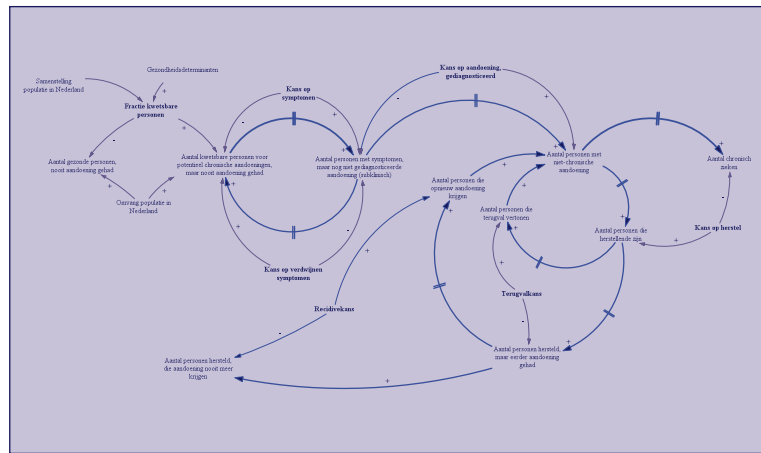 Gezondheidsdeterminanten
Samenstelling
populatie in Nederland
Fractie kwetsbare
personen
Kans op
symptomen
Kans op aandoening,
gediagnosticeerd
Aantal gezonde personen,
nooit aandoening gehad
Aantal kwetsbare personen voor
potentieel chronische aandoeningen,
maar nooit aandoening gehad
Aantal personen met symptomen,
maar nog niet gediagnosticeerde
aandoening (subklinisch)
Aantal personen met
niet-chronische
aandoening
Aantal chronisch
zieken
Aantal personen die
opnieuw aandoening
krijgen
Omvang populatie in
Nederland
Aantal personen die
terugval vertonen
Aantal personen die
herstellende zijn
Kans op herstel
Kans op verdwijnen
symptomen
Terugvalkans
Recidivekans
Aantal personen hersteld,
maar eerder aandoening
gehad
Aantal personen hersteld,
die aandoening nooit meer
krijgen